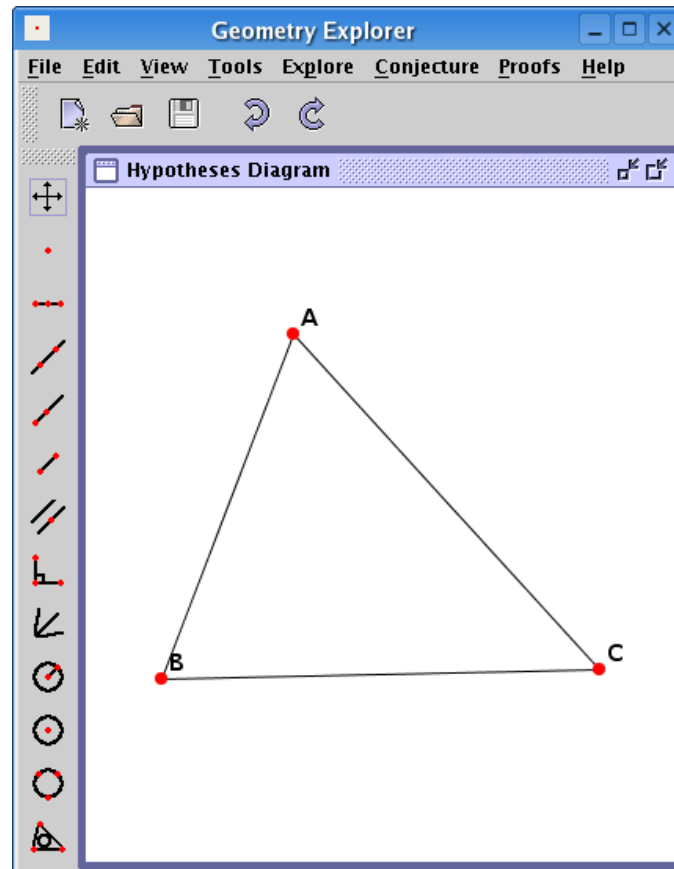 Geometry Explorer
File Edit View Tools Explore Conjecture Proofs Help
Hypotheses Diagram
A
B
C